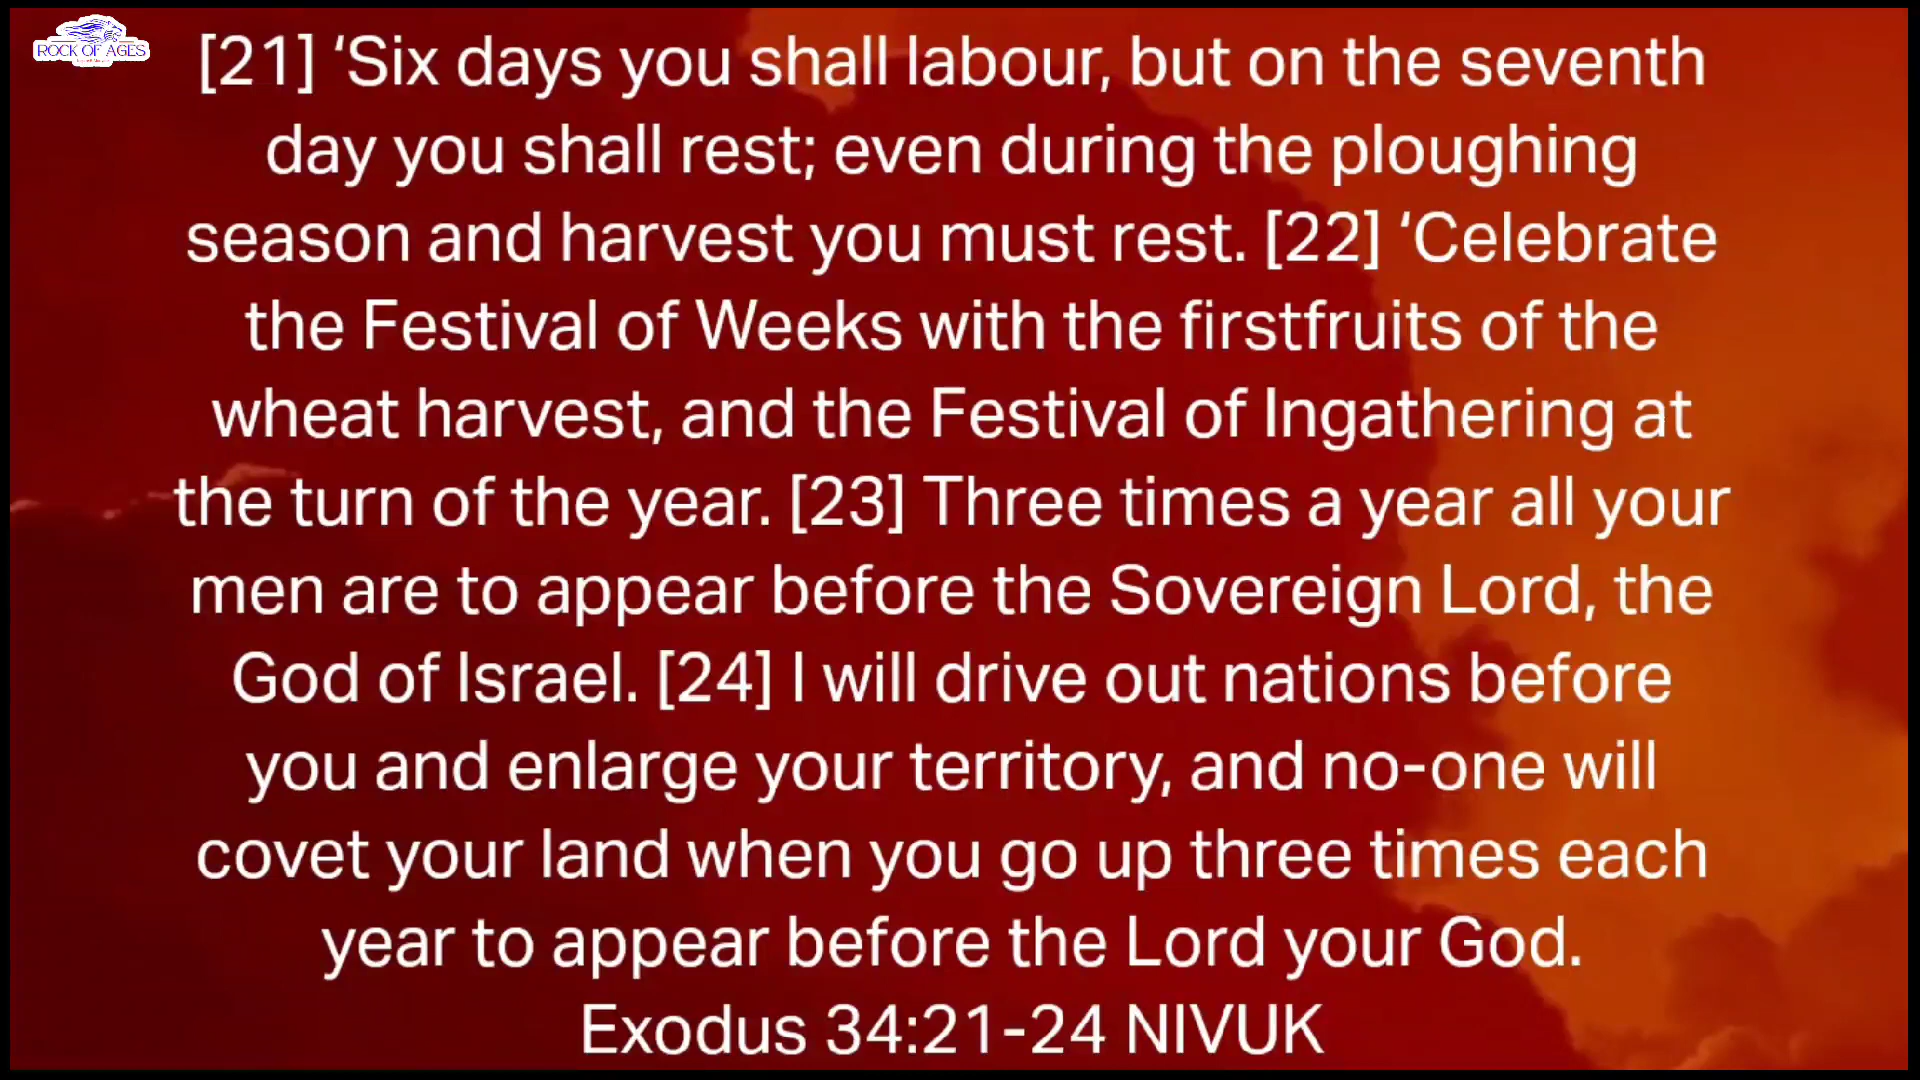 ROCK OF AGES
[21] ‘Six days you shall labour, but on the seventh
day you shall rest; even during the ploughing
season and harvest you must rest. [22] ‘Celebrate
the Festival of Weeks with the firstfruits of the
wheat harvest, and the Festival of Ingathering at
the turn of the year. [23] Three times a year all your
men are to appear before the Sovereign Lord, the
God of Israel. [24] I will drive out nations before
you and enlarge your territory, and no-one will
covet your land when you go up three times each
year to appear before the Lord your God.
Exodus 34:21-24 NIVUK